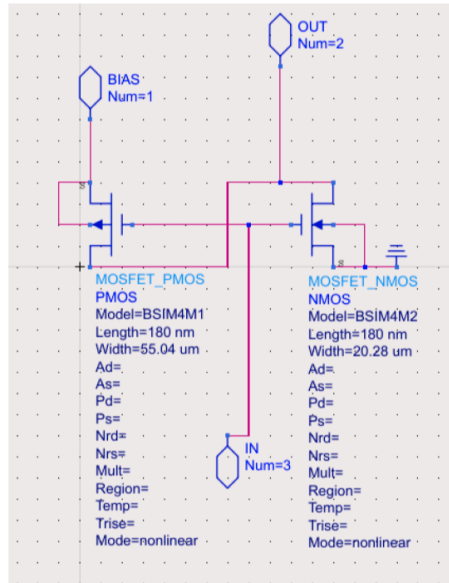 OUT
Num=2
BIAS
Num=1
MOSFET_PMOS
PMOS
Model=BSIM4M1
Length=180 nm
Width=55.04 um
Ad=
As=
Pd=
Ps=
Nrd=
Nrs=
Mult=
Region=
Temp=
Trise=
Mode=nonlinear
MOSFET_NMOS
NMOS
Model=BSIM4M2
Length=180 nm
Width=20.28 um
Ad=
As=
Pd=
Ps=
Nrd=
Nrs=
Mult=
Region=
Temp=
Trise=
Mode=nonlinear
IN
Num=3